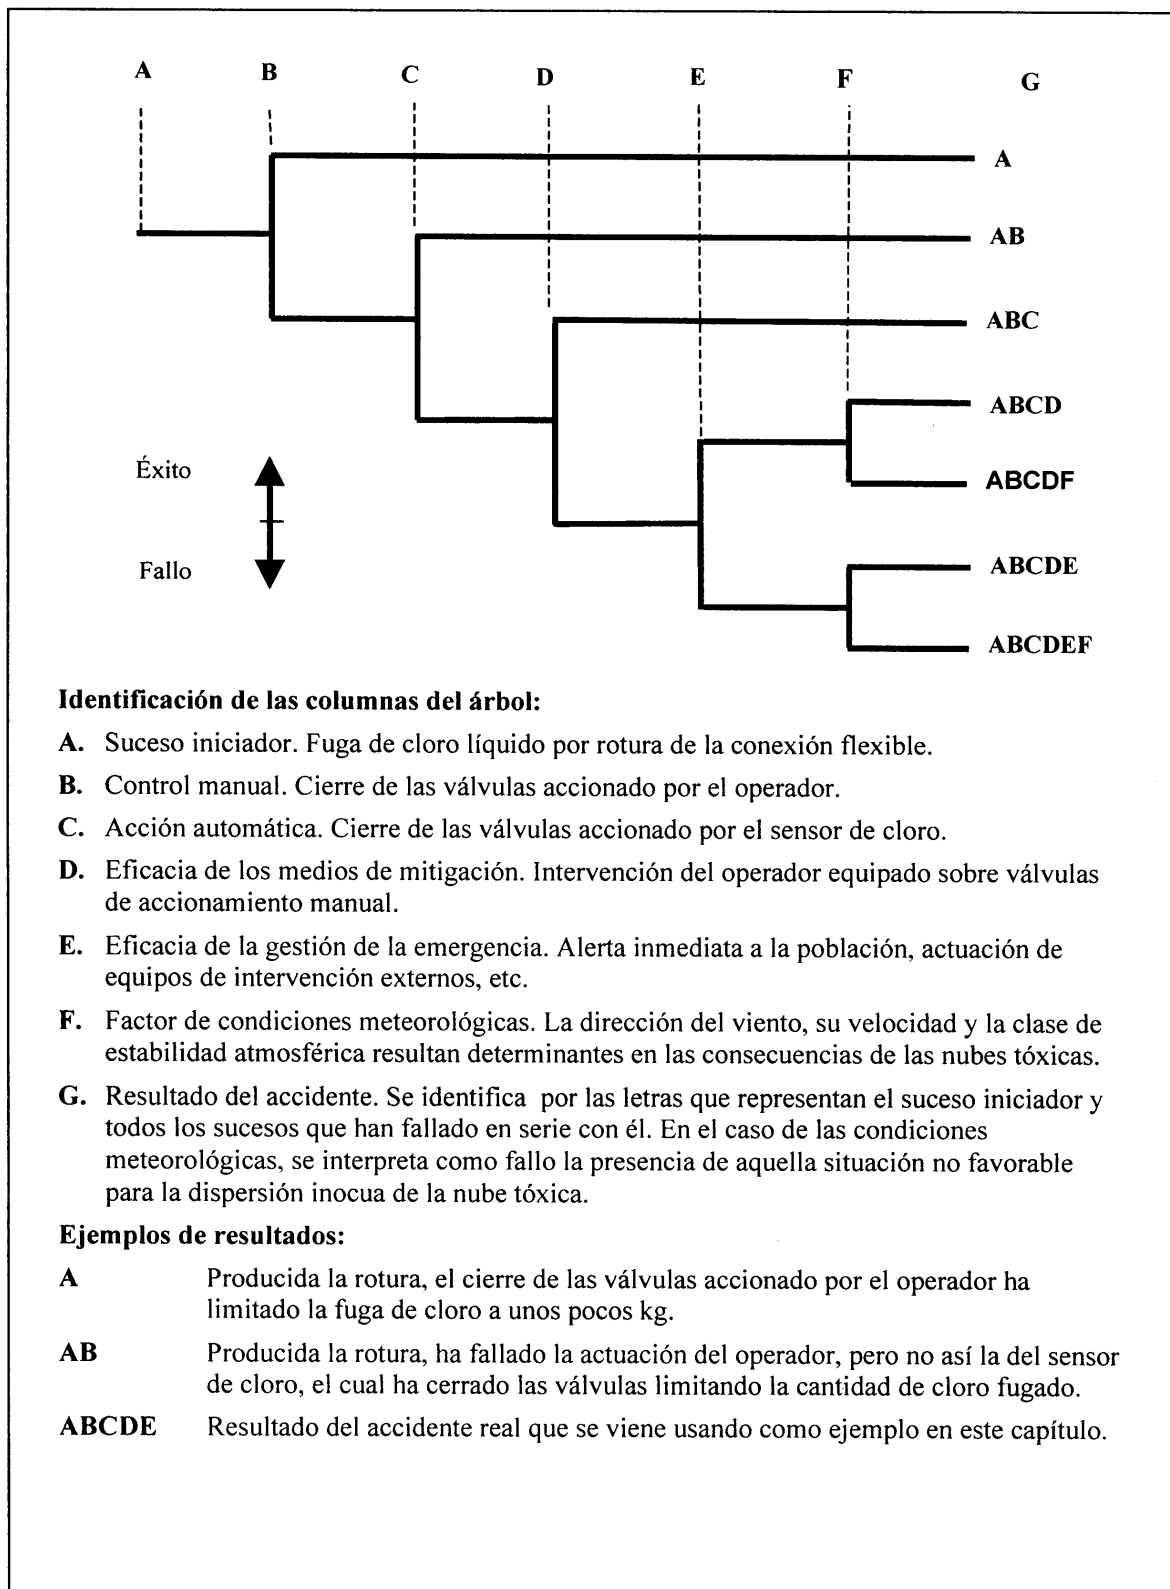 A B C D E F G
A
AB
ABC
ABCD
Éxito
ABCDF
Fallo
ABCDE
ABCDEF
Identificación de las columnas del árbol:
A. Suceso iniciador. Fuga de cloro líquido por rotura de la conexión flexible.
B. Control manual. Cierre de las válvulas accionado por el operador.
C. Acción automática. Cierre de las válvulas accionado por el sensor de cloro.
D. Eficacia de los medios de mitigación. Intervención del operador equipado sobre válvulas
de accionamiento manual.
E. Eficacia de la gestión de la emergencia. Alerta inmediata a la población, actuación de
equipos de intervención externos, etc.
F. Factor de condiciones meteorológicas. La dirección del viento, su velocidad y la clase de
estabilidad atmosférica resultan determinantes en las consecuencias de las nubes tóxicas.
G. Resultado del accidente. Se identifica por las letras que representan el suceso iniciador y
todos los sucesos que han fallado en serie con él. En el caso de las condiciones
meteorológicas, se interpreta como fallo la presencia de aquella situación no favorable
para la dispersión inocua de la nube tóxica.
Ejemplos de resultados:
A Producida la rotura, el cierre de las válvulas accionado por el operador ha
limitado la fuga de cloro a unos pocos kg.
AB Producida la rotura, ha fallado la actuación del operador, pero no así la del sensor
de cloro, el cual ha cerrado las válvulas limitando la cantidad de cloro fugado.
ABCDE Resultado del accidente real que se viene usando como ejemplo en este capítulo.